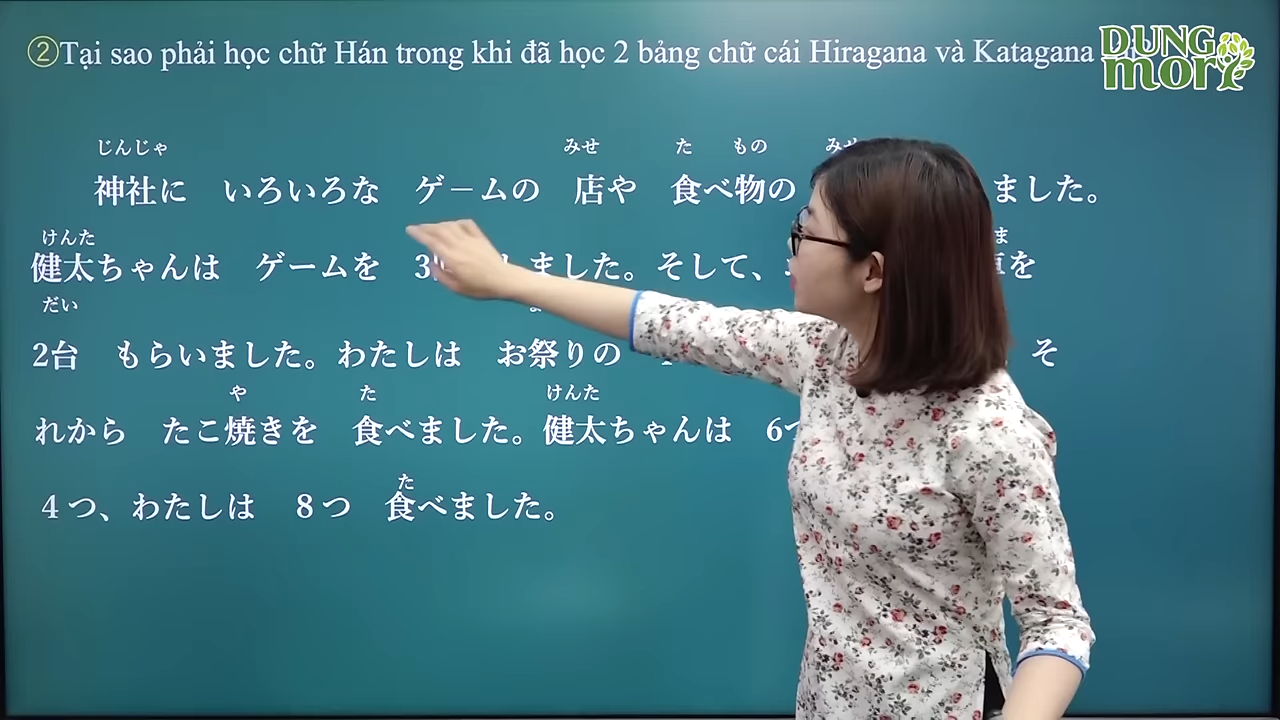 ②Tại sao phải học chữ Hán trong khi đã học 2 bảng chữ cái Hiragana và Katagana
DUNG
mori
じんじゃ みせ た もの
神社に いろいろな ゲームの 店や 食べ物の ました。
けんた ま
健太ちゃんは ゲームを 3 しました。そして、 を
だい
2台 もらいました。わたしは お祭りの そ
や た けんた
れから たこ焼きを 食べました。健太ちゃんは 6つ
た
4つ、わたしは 8つ 食べました。